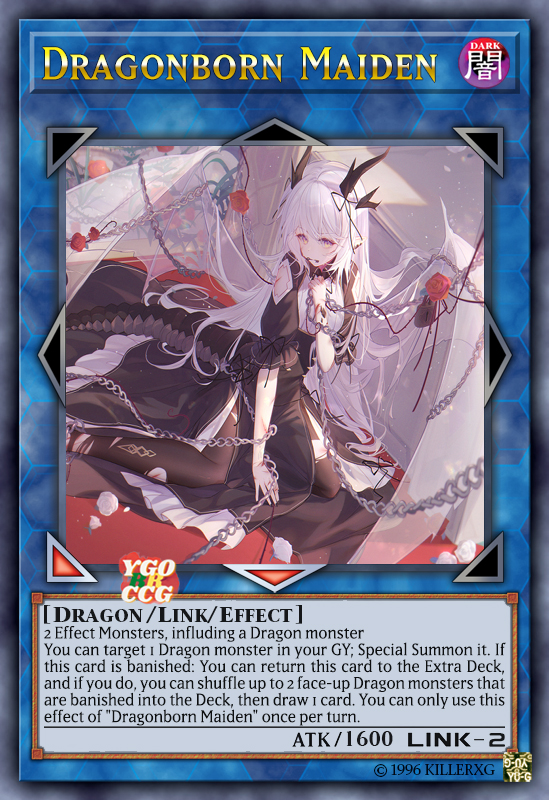 DRAGONBORN MAIDEN
DARK
闇
YGO
BR
CCG
[DRAGON/LINK/EFFECT]
2 Effect Monsters, influding a Dragon monster
You can target 1 Dragon monster in your GY; Special Summon it. If
this card is banished: You can return this card to the Extra Deck,
and if you do, you can shuffle up to 2 face-up Dragon monsters that
are banished into the Deck, then draw 1 card. You can only use this
effect of "Dragonborn Maiden" once per turn.
ATK/1600 LINK-2
© 1996 KILLERXG